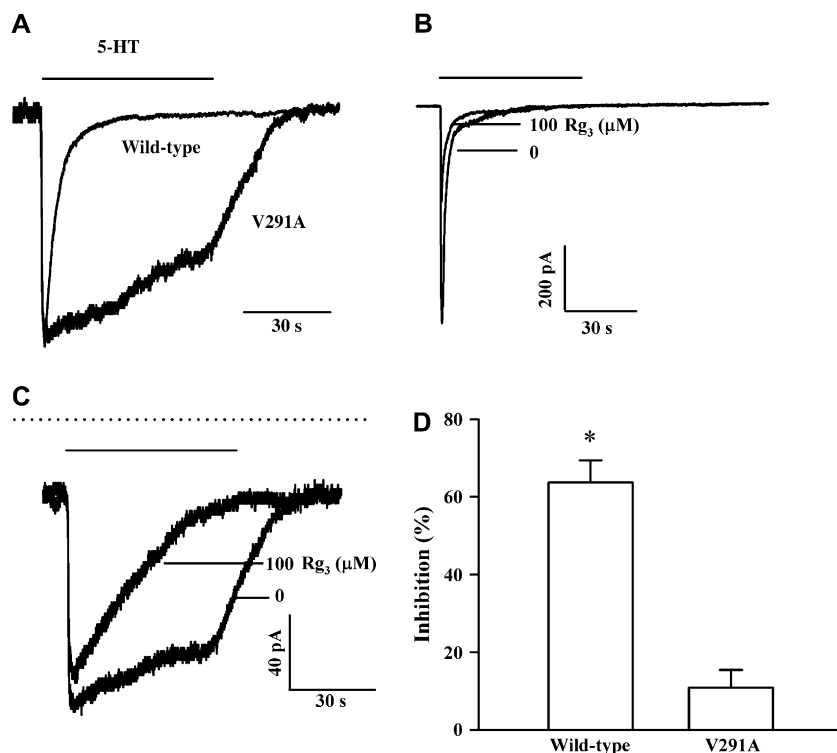 A
5-HT
Wild-type
V291A
30 s
B
100 Rg₃ (μM)
0
200 pA
30 s
C
100 Rg₃ (μM)
0
40 pA
30 s
D
80
60
40
20
0
Inhibition (%)
*
Wild-type
V291A